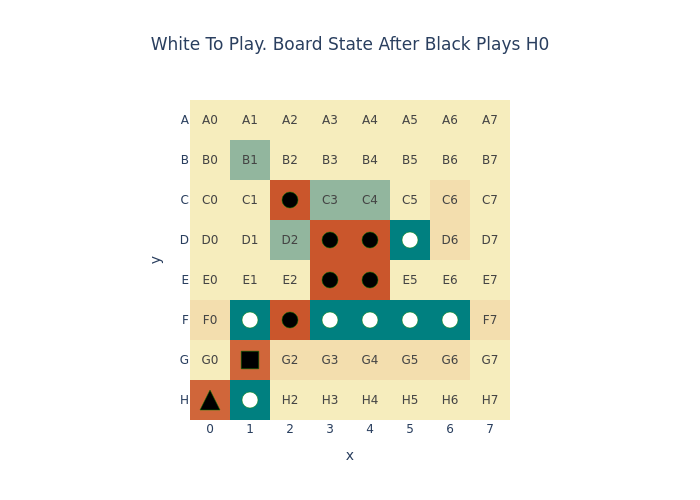 White To Play. Board State After Black Plays H0
A A0 A1 A2 A3 A4 A5 A6 A7
B B0 B1 B2 B3 B4 B5 B6 B7
C C0 C1 C3 C4 C5 C6 C7
D D0 D1 D2 D6 D7
y
E E0 E1 E2 E5 E6 E7
F F0 F7
G G0 G2 G3 G4 G5 G6 G7
H H2 H3 H4 H5 H6 H7
0 1 2 3 4 5 6 7
x